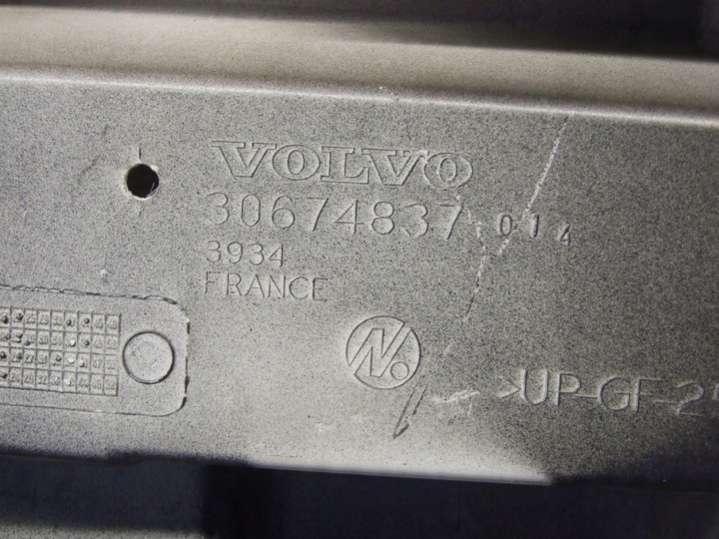 VOLVO
30674837 014
3934
FRANCE
>UP-GF-2